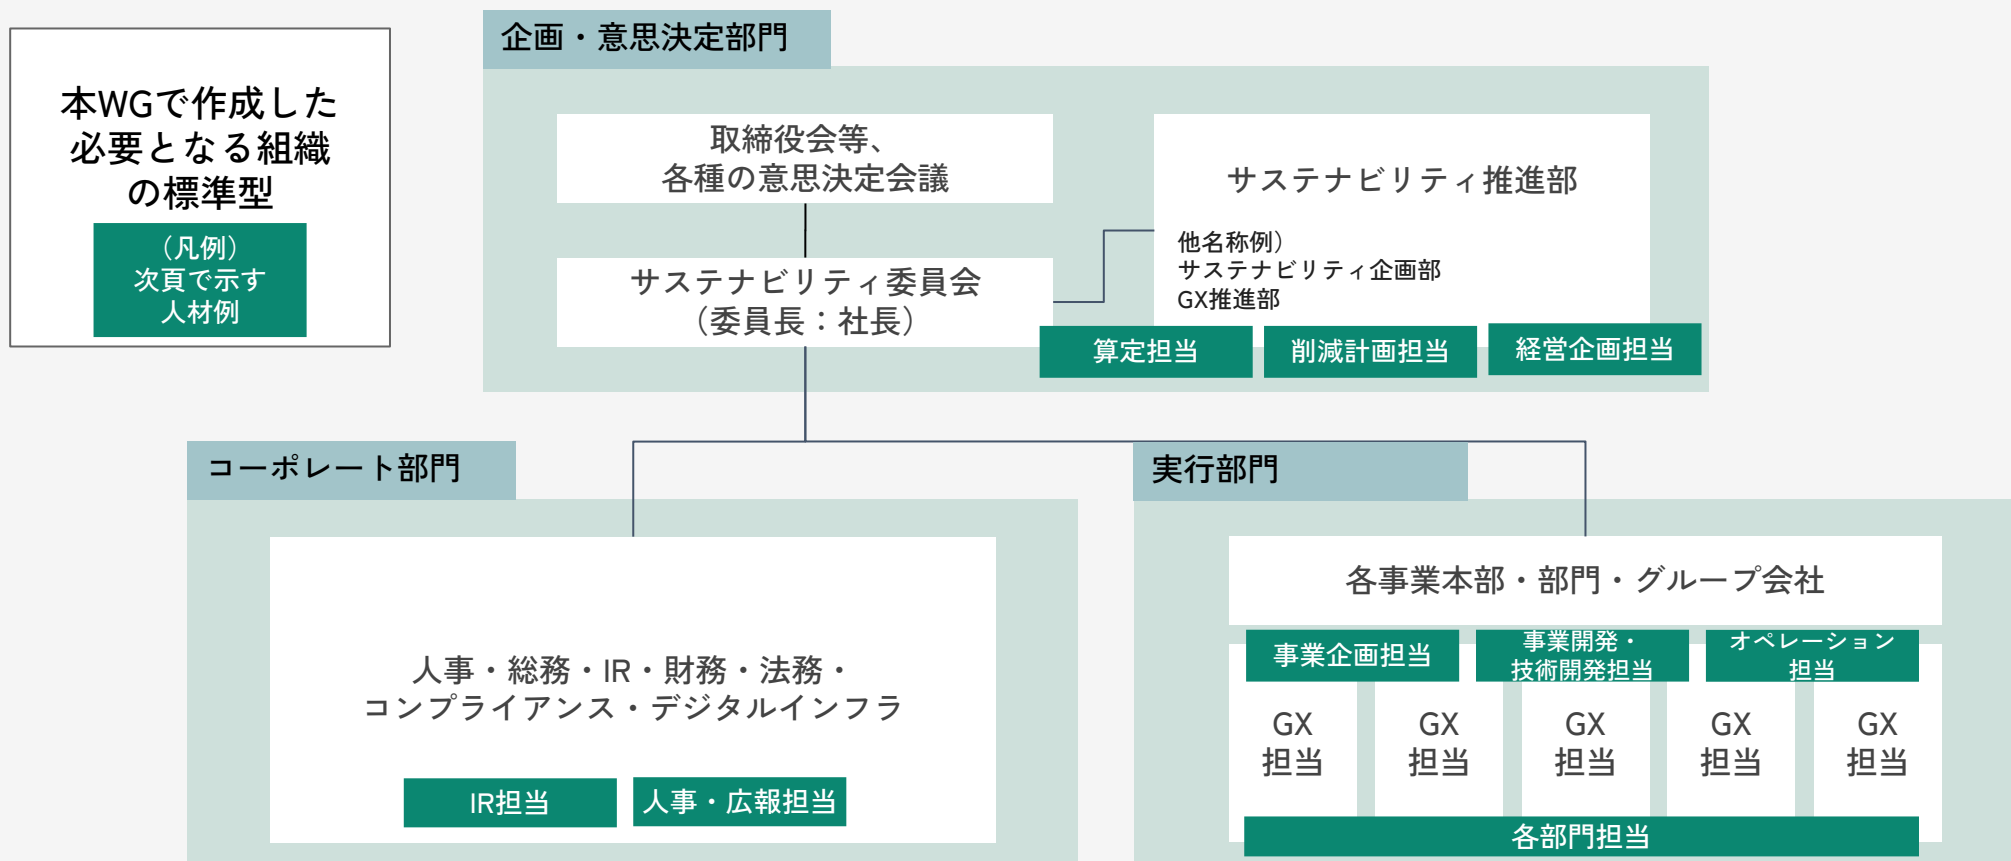 本WGで作成した
必要となる組織
の標準型
（凡例）
次頁で示す
人材例
企画・意思決定部門
取締役会等、
各種の意思決定会議
サステナビリティ委員会
（委員長：社長）
サステナビリティ推進部
他名称例）
サステナビリティ企画部
GX推進部
算定担当
削減計画担当
経営企画担当
コーポレート部門
人事・総務・IR・財務・法務・
コンプライアンス・デジタルインフラ
IR担当
人事・広報担当
実行部門
各事業本部・部門・グループ会社
事業企画担当
事業開発・
技術開発担当
オペレーション
担当
GX
担当
GX
担当
GX
担当
GX
担当
GX
担当
各部門担当